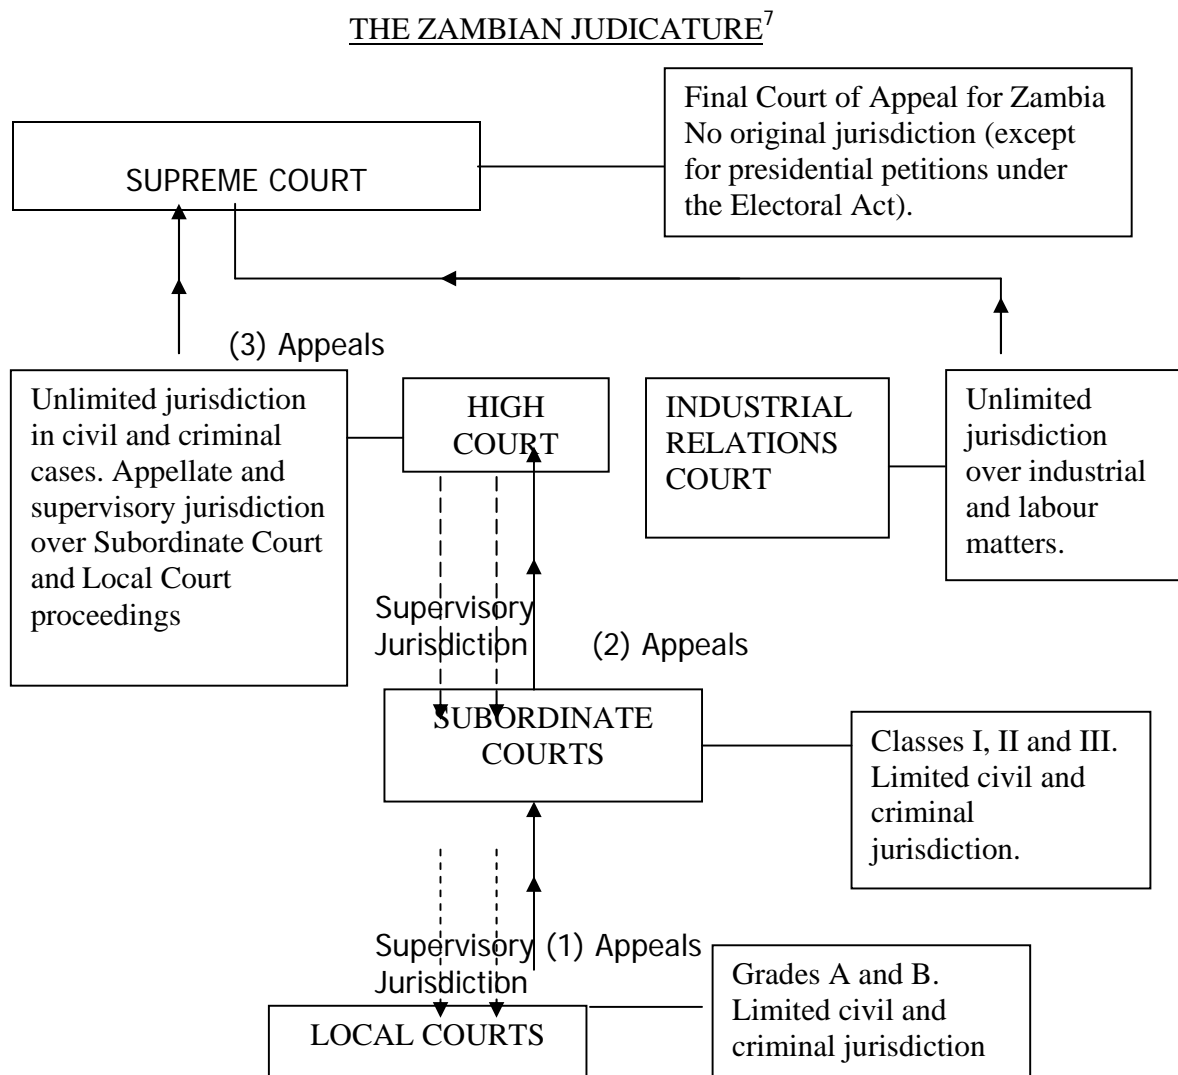 THE ZAMBIAN JUDICATURE7
Final Court of Appeal for Zambia
No original jurisdiction (except
for presidential petitions under
the Electoral Act).
SUPREME COURT
(3) Appeals
Unlimited jurisdiction
in civil and criminal
cases. Appellate and
supervisory jurisdiction
over Subordinate Court
and Local Court
proceedings
HIGH
COURT
INDUSTRIAL
RELATIONS
COURT
Unlimited
jurisdiction
over industrial
and labour
matters.
Supervisory
Jurisdiction
(2) Appeals
SUBORDINATE
COURTS
Classes I, II and III.
Limited civil and
criminal
jurisdiction.
Supervisory
Jurisdiction
(1) Appeals
Grades A and B.
Limited civil and
criminal jurisdiction
LOCAL COURTS